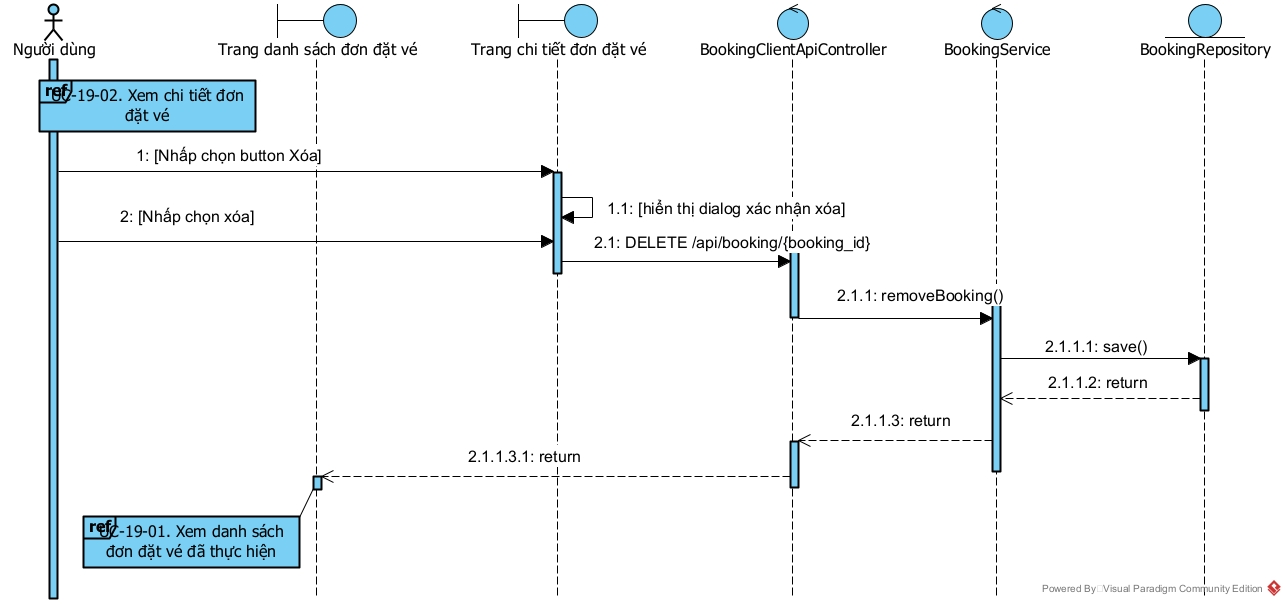 Người dùng
Trang danh sách đơn đặt vé
Trang chi tiết đơn đặt vé
BookingClientApiController
BookingService
BookingRepository
ref
UC-19-02. Xem chi tiết đơn
đặt vé
1: [Nhấp chọn button Xóa]
1.1: [hiển thị dialog xác nhận xóa]
2: [Nhấp chọn xóa]
2.1: DELETE /api/booking/{booking_id}
2.1.1: removeBooking()
2.1.1.1: save()
2.1.1.2: return
2.1.1.3: return
2.1.1.3.1: return
ref
UC-19-01. Xem danh sách
đơn đặt vé đã thực hiện
Powered By Visual Paradigm Community Edition